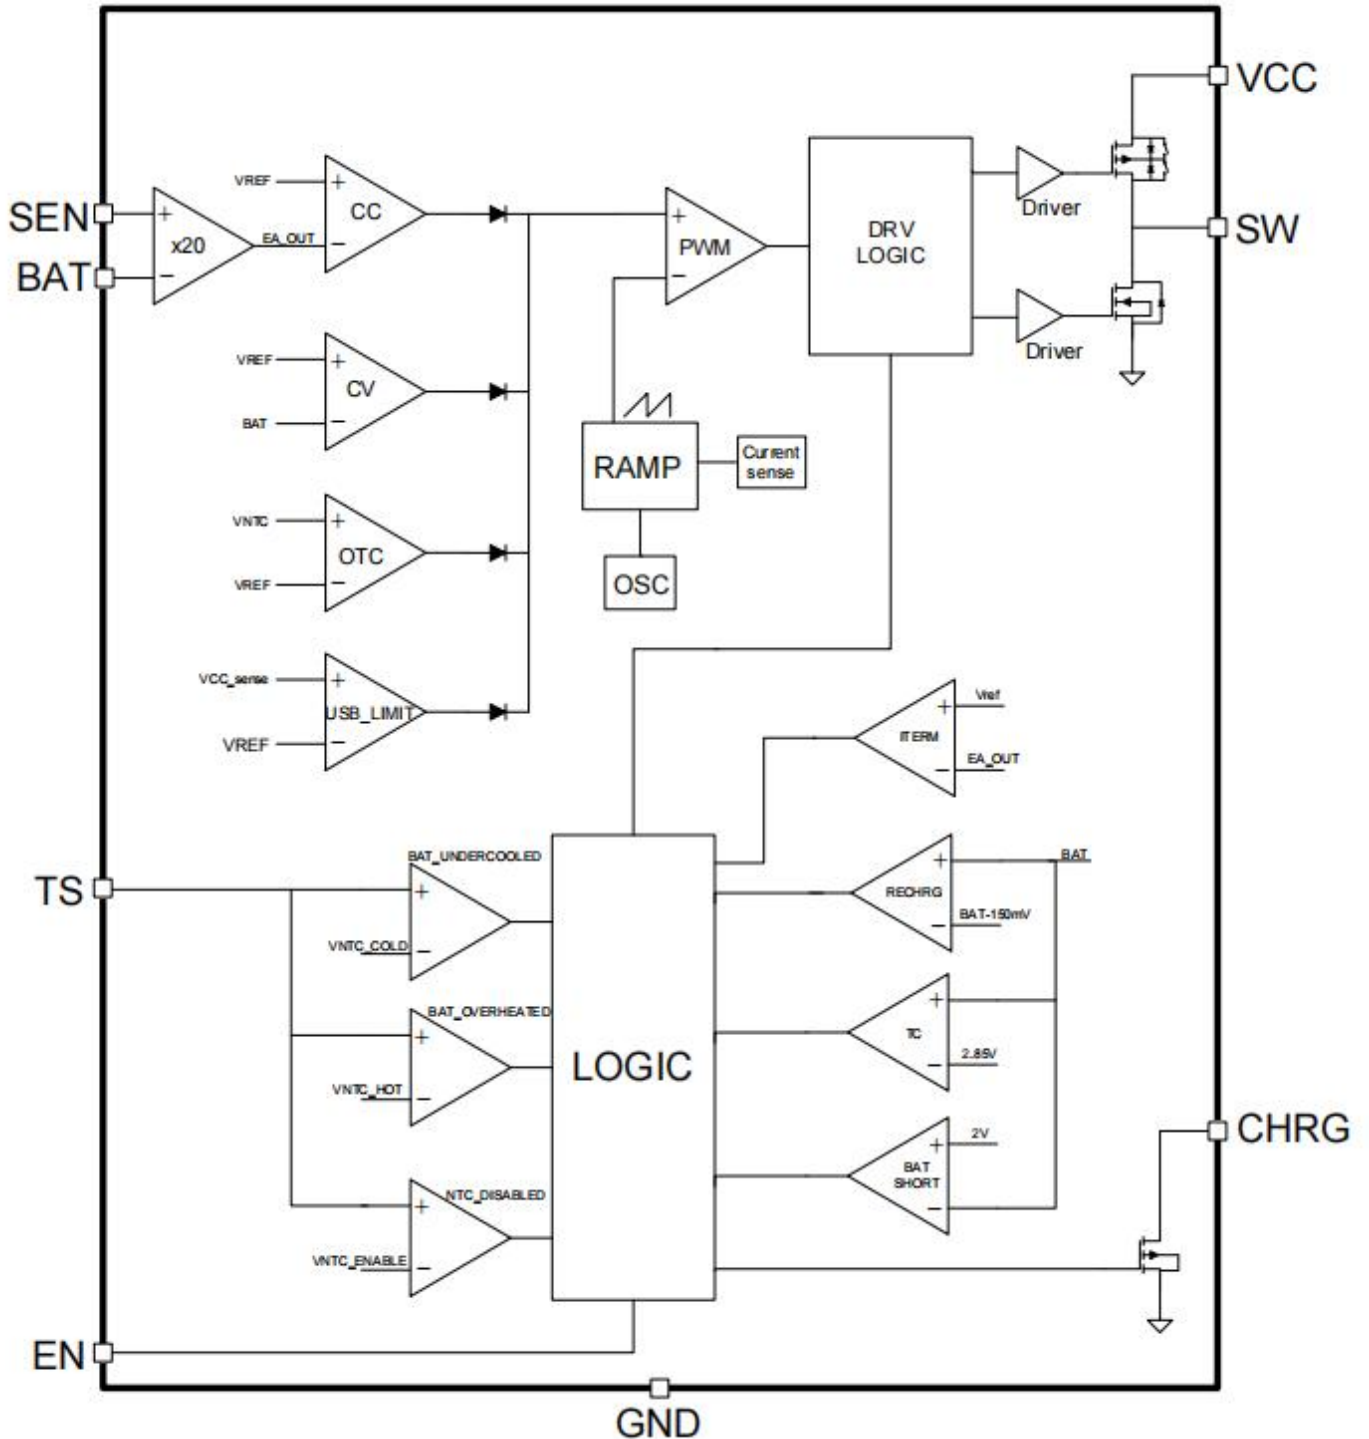 VCC
VREF
+
CC
SEN
+
x20
EA_OUT
−
BAT
−
+
PWM
−
DRV
LOGIC
Driver
SW
Driver
VREF
+
CV
BAT
−
RAMP
Current
sense
VNTC
+
OTC
VREF
−
OSC
VCC_sense
+
USB_LIMIT
VREF
−
Vref
+
ITERM
EA_OUT
−
BAT_UNDERCOOLED
TS
+
VNTC_COLD
−
BAT
+
RECHRG
BAT-150mV
−
BAT_OVERHEATED
+
VNTC_HOT
−
LOGIC
+
TC
2.85V
−
CHRG
2V
+
BAT
SHORT
−
NTC_DISABLED
+
VNTC_ENABLE
−
EN
GND